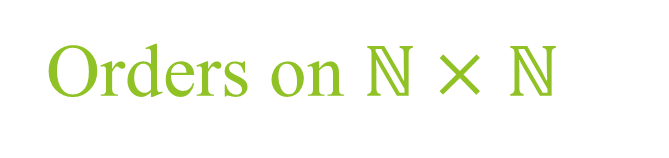 Orders on ℕ × ℕ